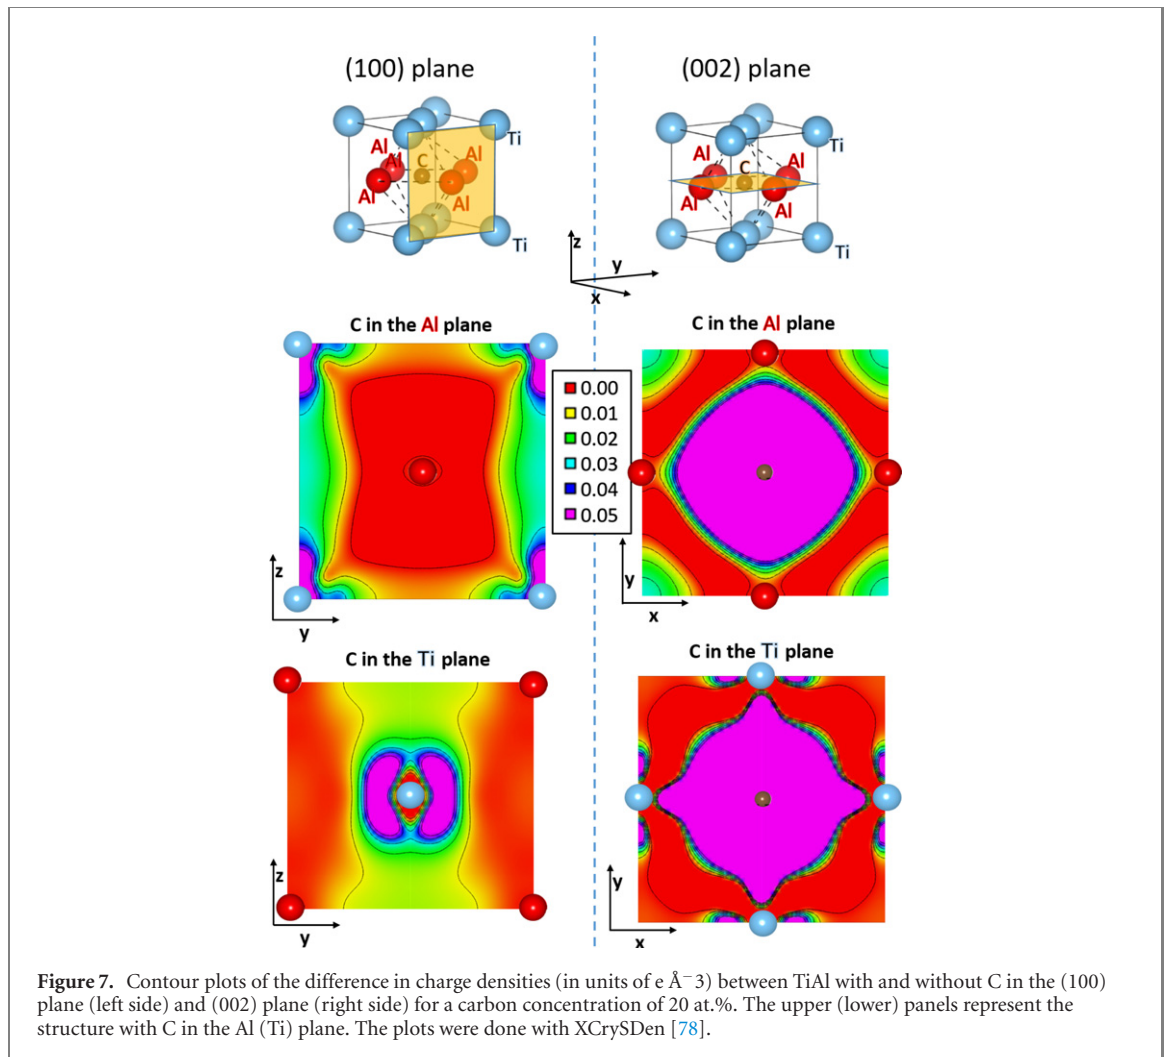 (100) plane
(002) plane
Ti
Al
Al
C
Al
Al
Al
Ti
Ti
Al
C
Al
Al
Al
Ti
z
y
x
C in the Al plane
C in the Al plane
0.00
0.01
0.02
0.03
0.04
0.05
z
y
y
x
C in the Ti plane
C in the Ti plane
z
y
y
x
Figure 7. Contour plots of the difference in charge densities (in units of e Å−3) between TiAl with and without C in the (100)
plane (left side) and (002) plane (right side) for a carbon concentration of 20 at.%. The upper (lower) panels represent the
structure with C in the Al (Ti) plane. The plots were done with XCrySDen [78].